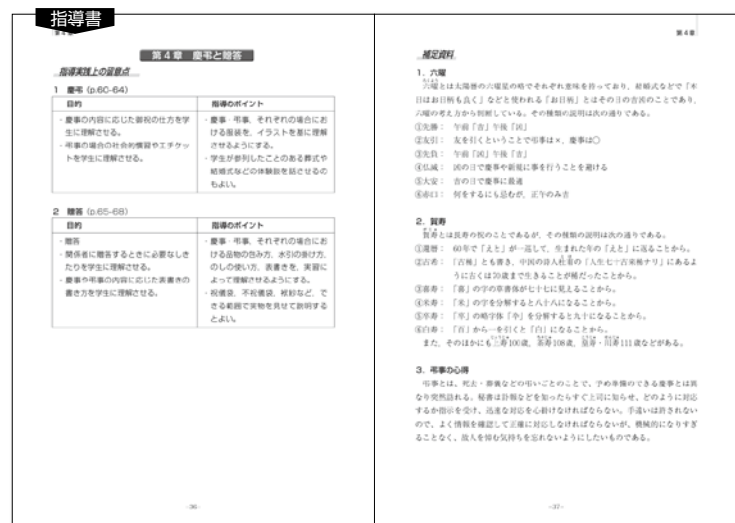 指導書
第4章
第4章 慶弔と贈答
指導実践上の留意点
1 慶弔 (p.60-64)
目的
指導のポイント
・慶事の内容に応じた御祝の仕方を学
生に理解させる。
・弔事の場合の社会的慣習やエチケッ
トを学生に理解させる。
・慶事・弔事、それぞれの場合にお
ける服装を、イラストを基に理解
させるようにする。
・学生が参列したことのある葬式や
結婚式などの体験談を話させるの
もよい。
2 贈答 (p.65-68)
目的
指導のポイント
・贈答
・関係者に贈答するときに必要なしき
たりを学生に理解させる。
・慶事や弔事の内容に応じた表書きの
書き方を学生に理解させる。
・慶事・弔事、それぞれの場合にお
ける品物の包み方、水引の掛け方、
のしの使い方、表書きを、実習に
よって理解させるようにする。
・祝儀袋、不祝儀袋、袱紗など、で
きる範囲で実物を見せて説明する
とよい。
-36-
第4章
補足資料
1. 六曜
六曜とは太陽暦の六曜星の略でそれぞれ意味を持っており、結婚式などで「本
日はお日柄も良く」などと使われる「お日柄」とはその日の吉凶のことであり、
六曜の考え方から判断している。その種類の説明は次の通りである。
①先勝： 午前「吉」午後「凶」
②友引： 友を引くということで弔事は×、慶事は○
③先負： 午前「凶」午後「吉」
④仏滅： 凶の日で慶事や新規に事を行うことを避ける
⑤大安： 吉の日で慶事に最適
⑥赤口： 何をするにも忌むが、正午のみ吉
2. 賀寿
賀寿とは長寿の祝のことであるが、その種類の説明は次の通りである。
①還暦： 60年で「えと」が一巡して、生まれた年の「えと」に返ることから。
②古希： 「古稀」とも書き、中国の詩人杜甫の「人生七十古来稀ナリ」にあるよ
うに古くは70歳まで生きることが稀だったことから。
③喜寿： 「喜」の字の草書体が七十七に見えることから。
④米寿： 「米」の字を分解すると八十八になることから。
⑤卒寿： 「卒」の略字体「卆」を分解すると九十になることから。
⑥白寿： 「百」から一を引くと「白」になることから。
また、そのほかにも三寿100歳、茶寿108歳、皇寿・川寿111歳などがある。
3. 弔事の心得
弔事とは、死去・葬儀などの弔いごとのことで、予め準備のできる慶事とは異
なり突然訪れる。秘書は訃報などを知ったらすぐ上司に知らせ、どのように対応
するか指示を受け、迅速な対応を心掛けなければならない。手違いは許されない
ので、よく情報を確認して正確に対応しなければならないが、機械的になりすぎ
ることなく、故人を悼む気持ちを忘れないようにしたいものである。
-37-